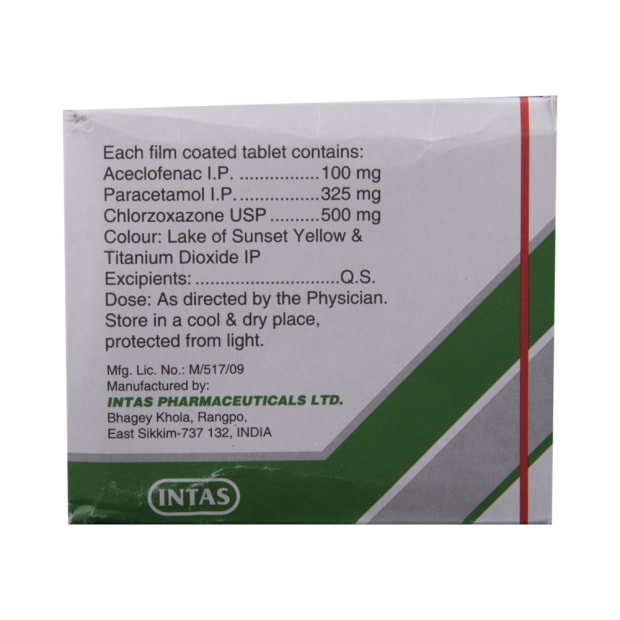 Each film coated tablet contains:
Aceclofenac I.P. ................100 mg
Paracetamol I.P. ................325 mg
Chlorzoxazone USP ..........500 mg
Colour: Lake of Sunset Yellow &
Titanium Dioxide IP
Excipients: .............................Q.S.
Dose: As directed by the Physician.
Store in a cool & dry place,
protected from light.
Mfg. Lic. No.: M/517/09
Manufactured by:
INTAS PHARMACEUTICALS LTD.
Bhagey Khola, Rangpo,
East Sikkim-737 132, INDIA
INTAS